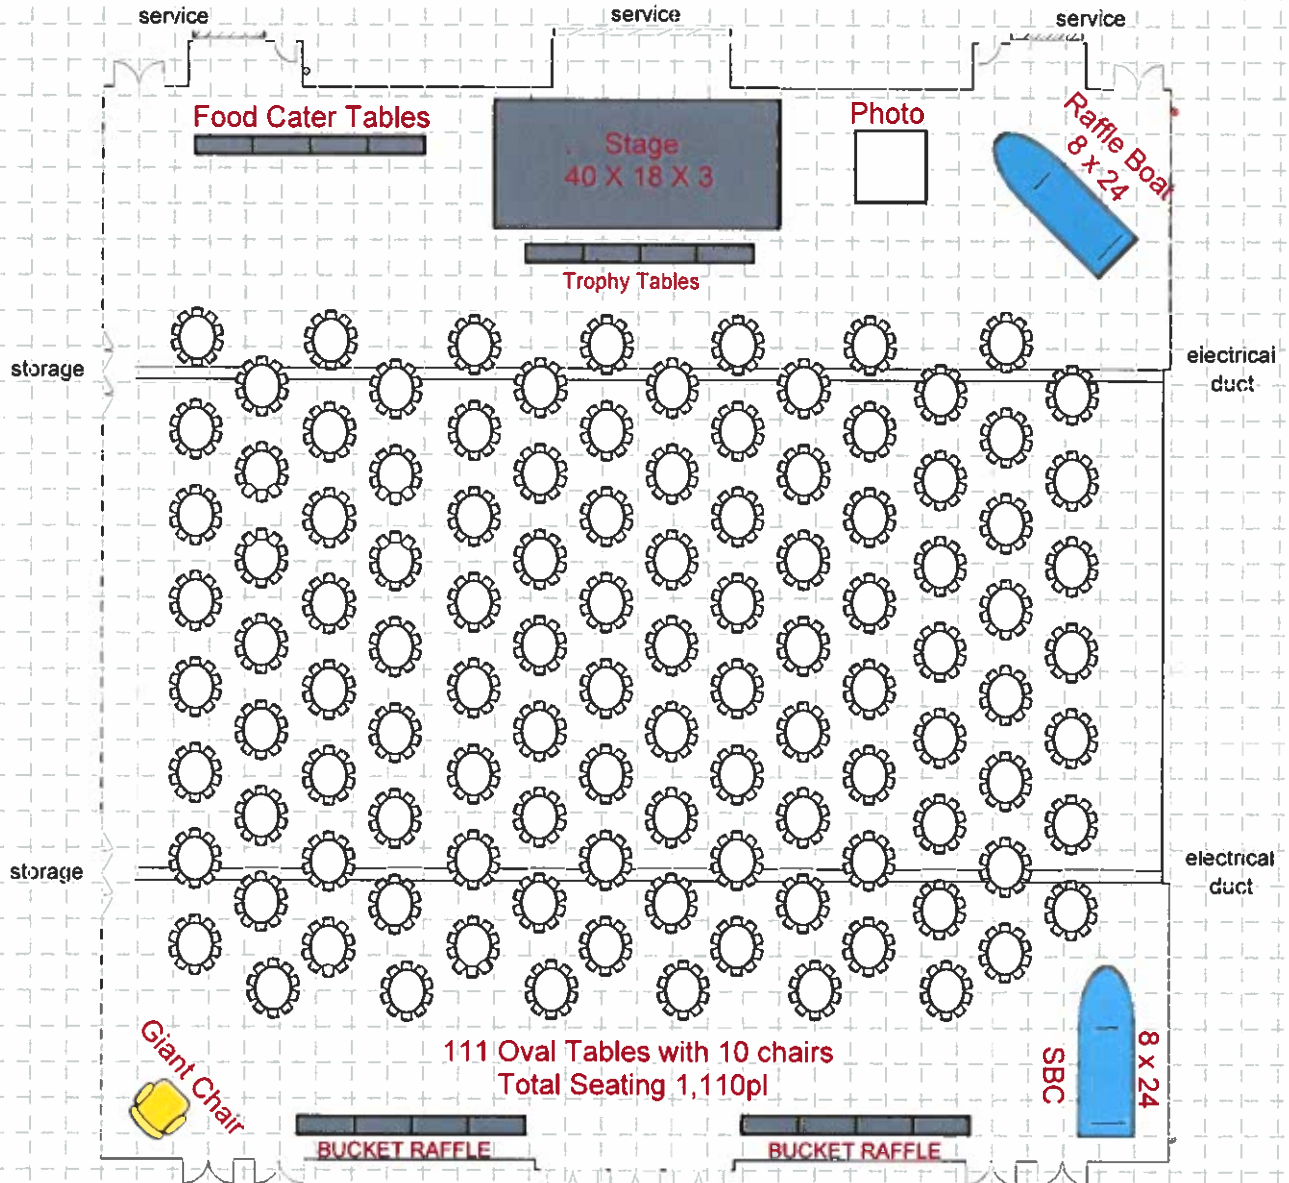 service
service
service
Food Cater Tables
Stage
40 X 18 X 3
Photo
Raffle Boat
8 x 24
Trophy Tables
storage
electrical
duct
storage
electrical
duct
Giant Chair
111 Oval Tables with 10 chairs
Total Seating 1,110pl
SBC
8 x 24
BUCKET RAFFLE
BUCKET RAFFLE